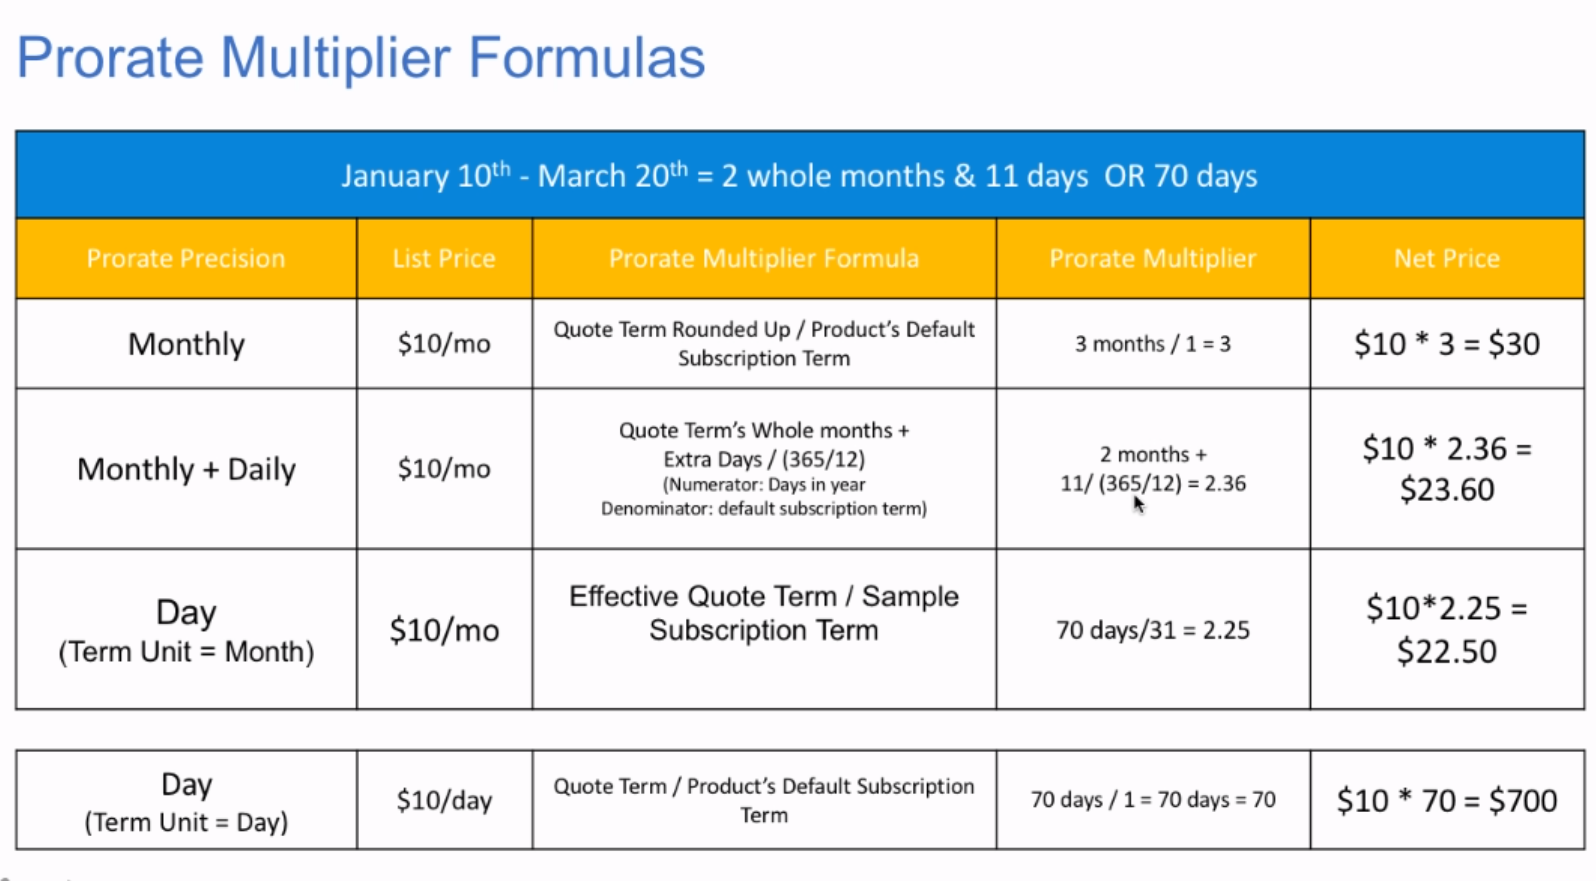 Prorate Multiplier Formulas
January 10th - March 20th = 2 whole months & 11 days OR 70 days
Prorate Precision
List Price
Prorate Multiplier Formula
Prorate Multiplier
Net Price
Monthly
$10/mo
Quote Term Rounded Up / Product’s Default
Subscription Term
3 months / 1 = 3
$10 * 3 = $30
Monthly + Daily
$10/mo
Quote Term’s Whole months +
Extra Days / (365/12)
(Numerator: Days in year
Denominator: default subscription term)
2 months +
11/ (365/12) = 2.36
$10 * 2.36 =
$23.60
Day
(Term Unit = Month)
$10/mo
Effective Quote Term / Sample
Subscription Term
70 days/31 = 2.25
$10*2.25 =
$22.50
Day
(Term Unit = Day)
$10/day
Quote Term / Product’s Default Subscription
Term
70 days / 1 = 70 days = 70
$10 * 70 = $700